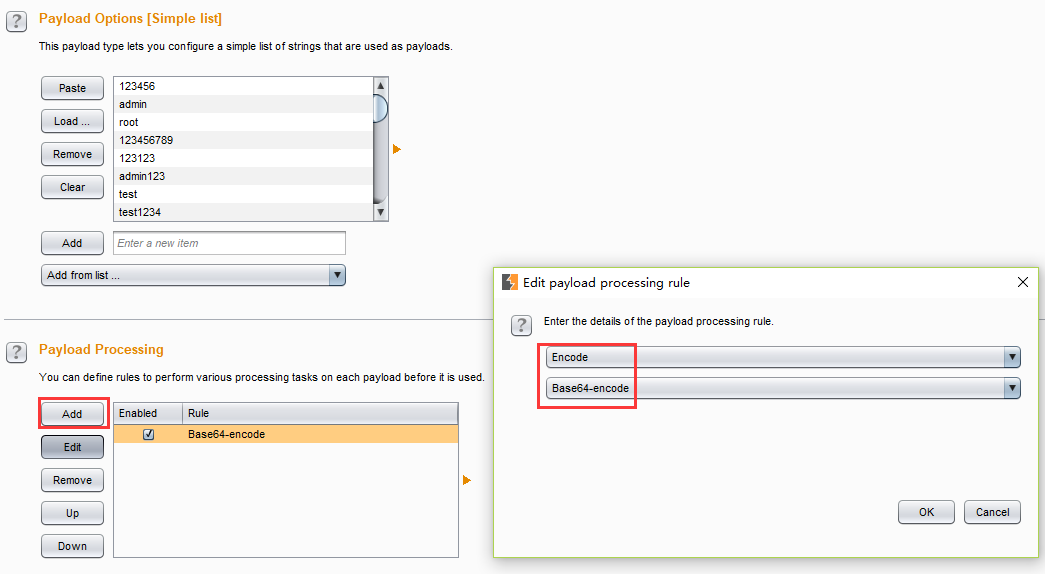 ? Payload Options [Simple list]
This payload type lets you configure a simple list of strings that are used as payloads.
Paste
Load ...
Remove
Clear
123456
admin
root
123456789
123123
admin123
test
test1234
Add
Enter a new item
Add from list ...
? Payload Processing
You can define rules to perform various processing tasks on each payload before it is used.
Add
Edit
Remove
Up
Down
Enabled Rule
Base64-encode
Edit payload processing rule
? Enter the details of the payload processing rule.
Encode
Base64-encode
OK Cancel